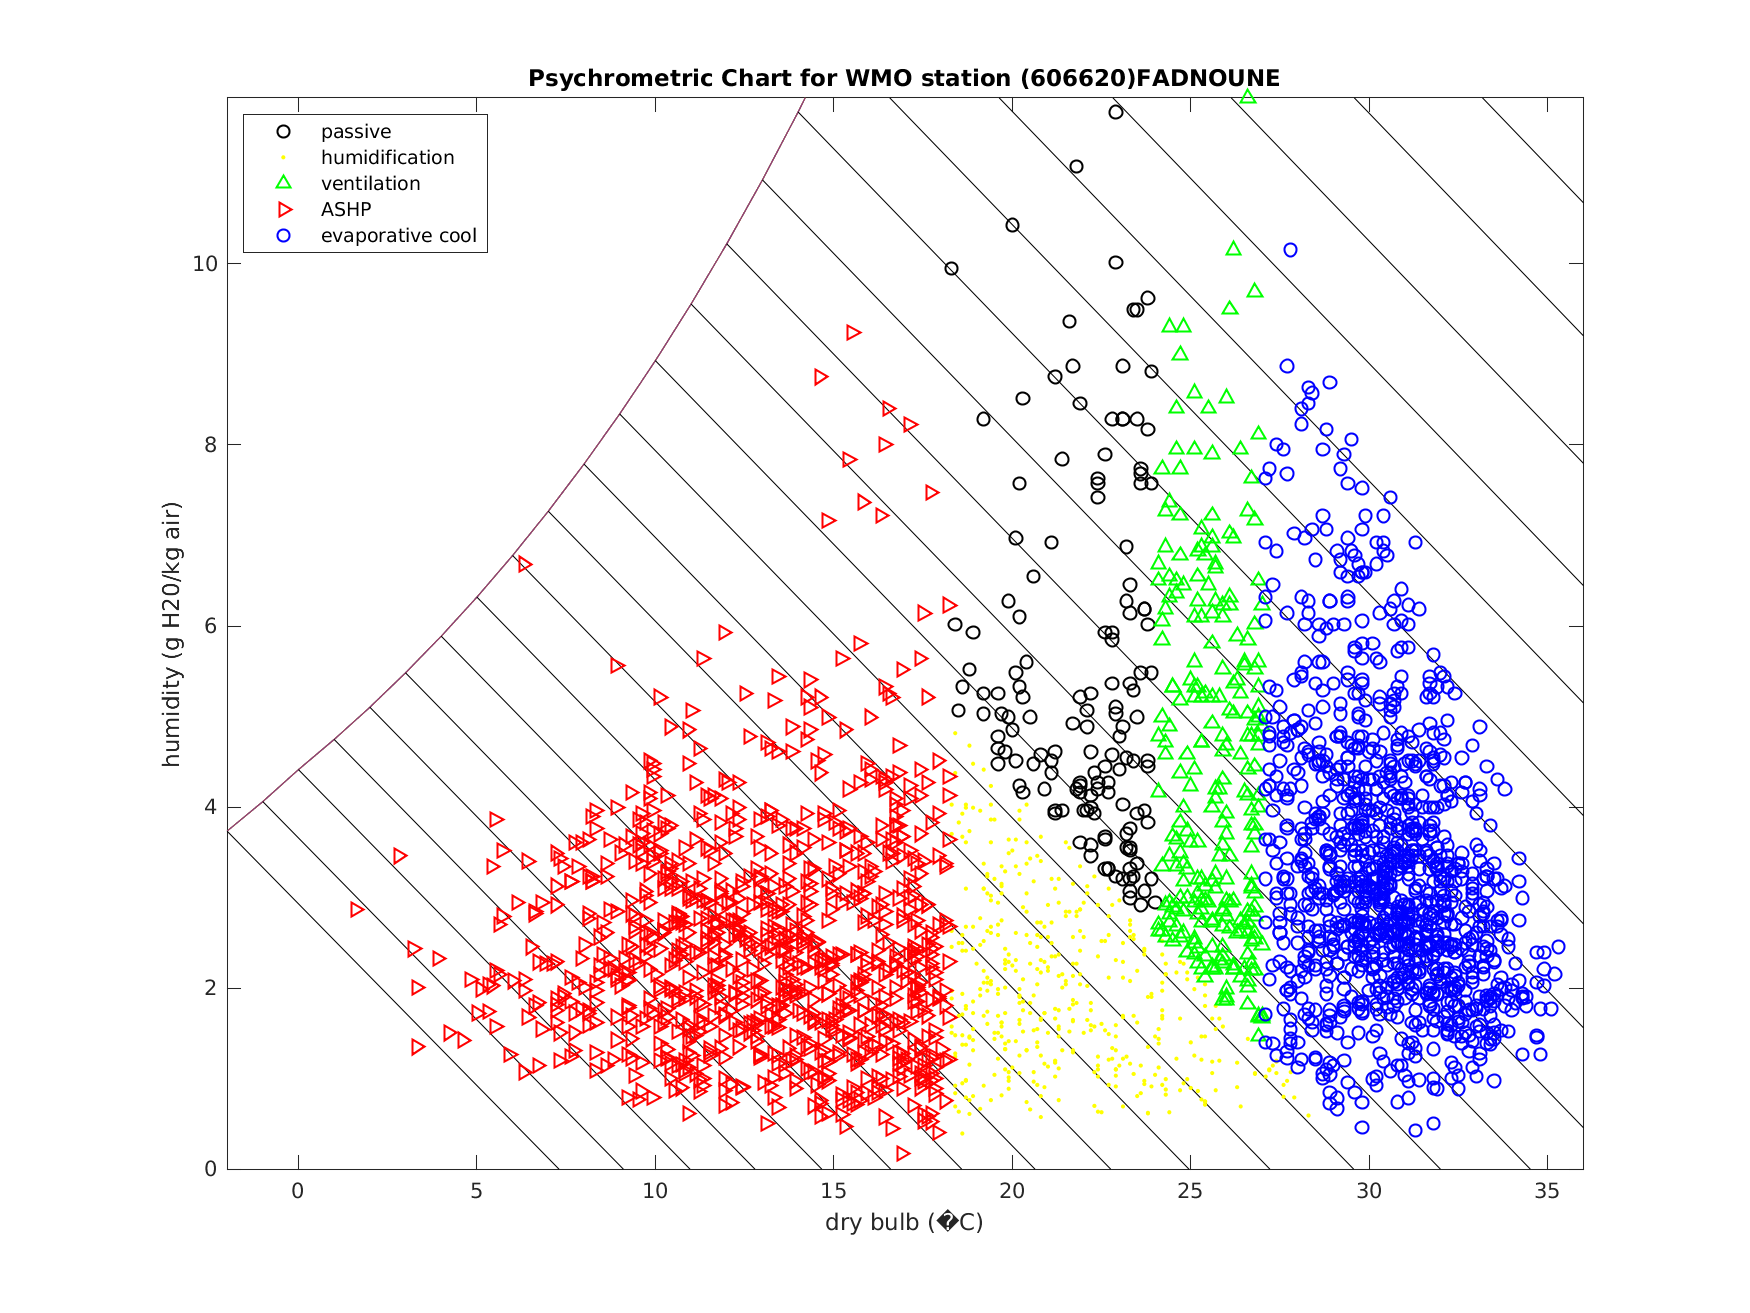 Psychrometric Chart for WMO station (606620)FADNOUNE
passive
humidification
ventilation
ASHP
evaporative cool
humidity (g H20/kg air)
10
8
6
4
2
0
0 5 10 15 20 25 30 35
dry bulb (�C)